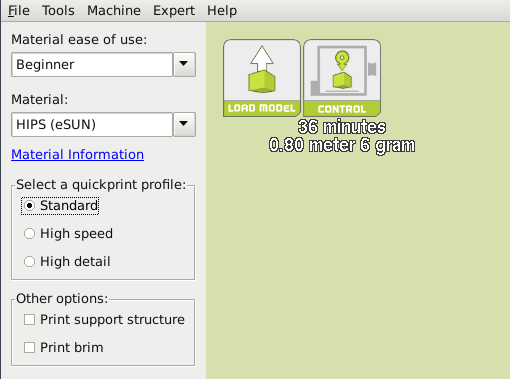 File Tools Machine Expert Help
Material ease of use:
Beginner
Material:
HIPS (eSUN)
Material Information
Select a quickprint profile:
Standard
High speed
High detail
Other options:
Print support structure
Print brim
LOAD MODEL
CONTROL
36 minutes
0.80 meter 6 gram